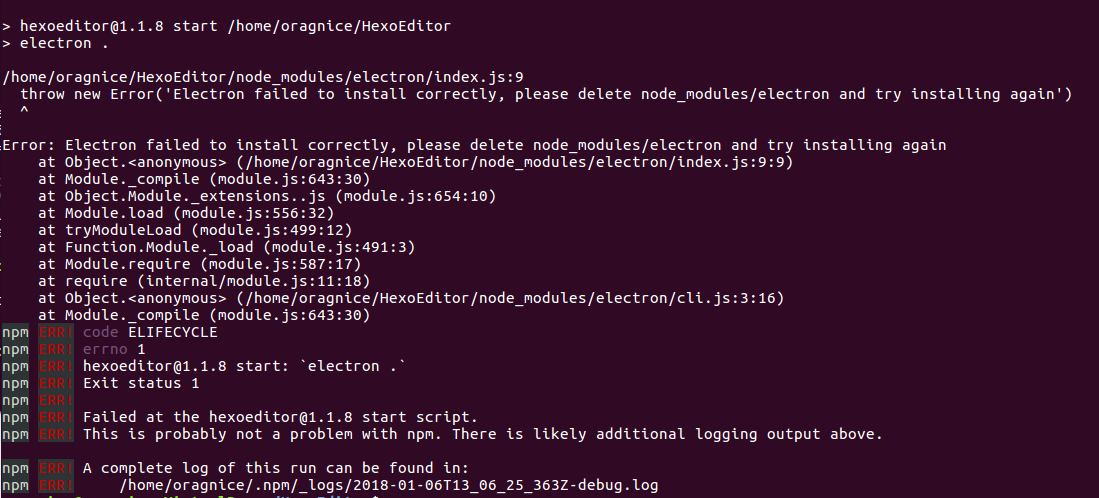 > hexoeditor@1.1.8 start /home/oragnice/HexoEditor
> electron .
/home/oragnice/HexoEditor/node_modules/electron/index.js:9
throw new Error('Electron failed to install correctly, please delete node_modules/electron and try installing again')
^
Error: Electron failed to install correctly, please delete node_modules/electron and try installing again
at Object.<anonymous> (/home/oragnice/HexoEditor/node_modules/electron/index.js:9:9)
at Module._compile (module.js:643:30)
at Object.Module._extensions..js (module.js:654:10)
at Module.load (module.js:556:32)
at tryModuleLoad (module.js:499:12)
at Function.Module._load (module.js:491:3)
at Module.require (module.js:587:17)
at require (internal/module.js:11:18)
at Object.<anonymous> (/home/oragnice/HexoEditor/node_modules/electron/cli.js:3:16)
at Module._compile (module.js:643:30)
npm ERR! code ELIFECYCLE
npm ERR! errno 1
npm ERR! hexoeditor@1.1.8 start: `electron .`
npm ERR! Exit status 1
npm ERR!
npm ERR! Failed at the hexoeditor@1.1.8 start script.
npm ERR! This is probably not a problem with npm. There is likely additional logging output above.
npm ERR! A complete log of this run can be found in:
npm ERR! /home/oragnice/.npm/_logs/2018-01-06T13_06_25_363Z-debug.log